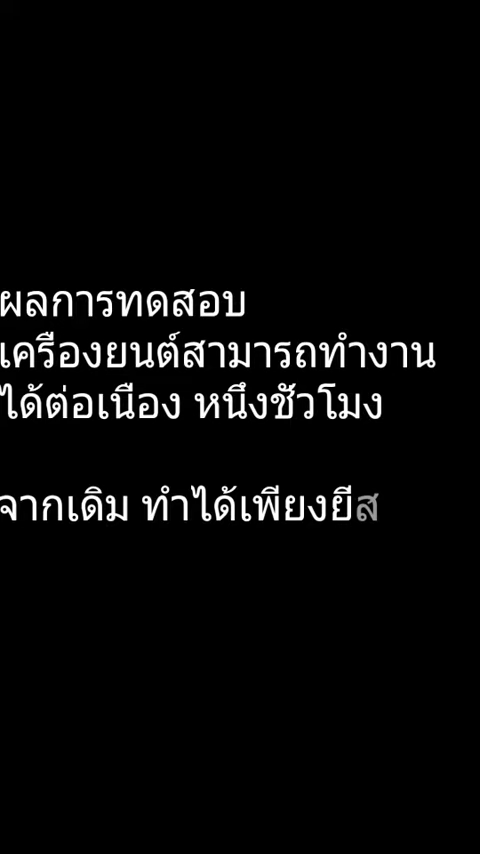 ผลการทดสอบ
เครื่องยนต์สามารถทำงาน
ได้ต่อเนื่อง หนึ่งชั่วโมง
จากเดิม ทำได้เพียงยี่ส